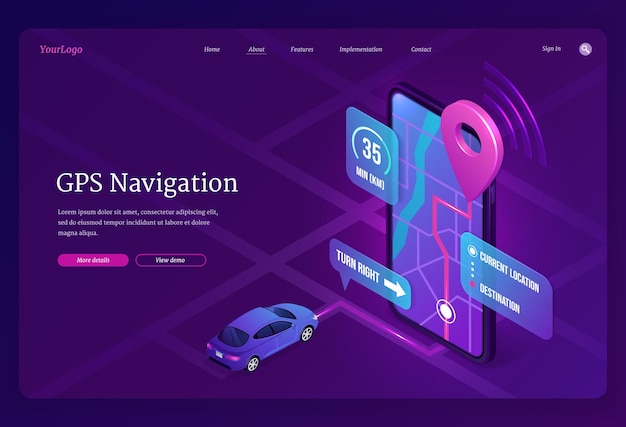 YourLogo
Home
About
Features
Implementation
Contact
Sign In
GPS Navigation
Lorem ipsum dolor sit amet,
consectetur adipiscing elit, sed do eiusmod
tempor incididunt ut labore et dolore
magna aliqua.
More details
View demo
35
MIN (KM)
TURN RIGHT
CURRENT LOCATION
DESTINATION